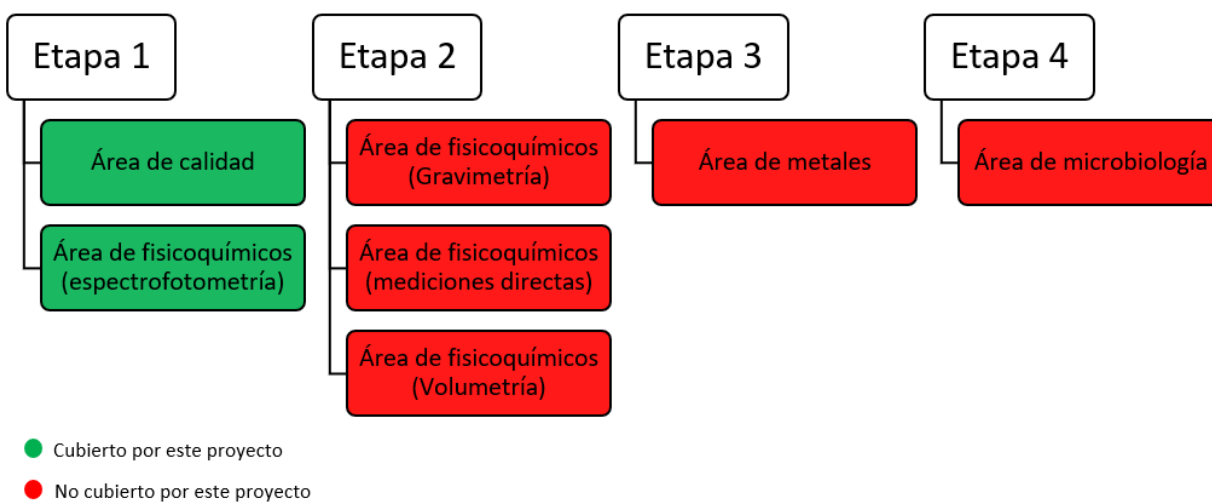 Etapa 1
Área de calidad
Área de fisicoquímicos
(espectrofotometría)
Etapa 2
Área de fisicoquímicos
(Gravimetría)
Área de fisicoquímicos
(mediciones directas)
Área de fisicoquímicos
(Volumetría)
Etapa 3
Área de metales
Etapa 4
Área de microbiología
Cubierto por este proyecto
No cubierto por este proyecto